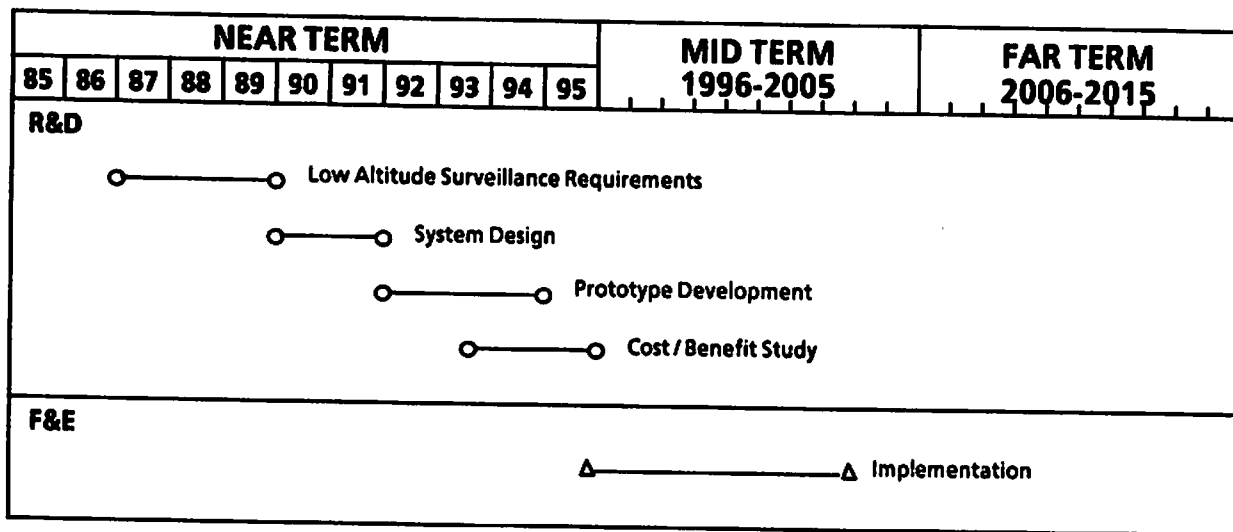 NEAR TERM
MID TERM
FAR TERM
85 86 87 88 89 90 91 92 93 94 95
1996-2005
2006-2015
R&D
Low Altitude Surveillance Requirements
System Design
Prototype Development
Cost / Benefit Study
F&E
Implementation